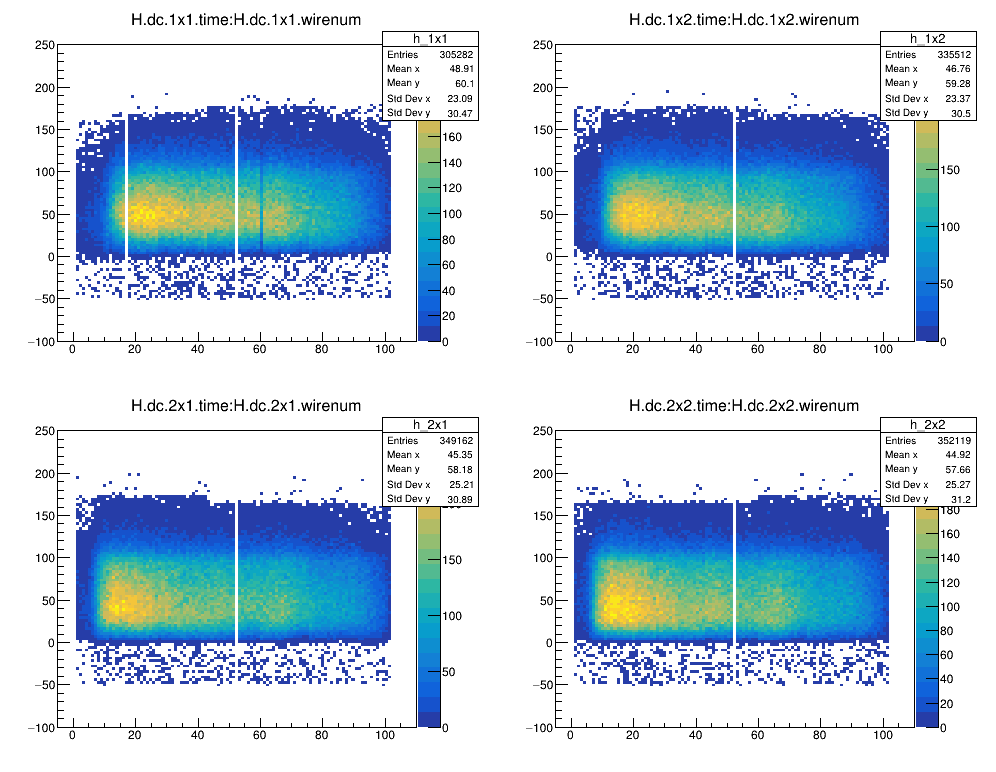 H.dc.1x1.time:H.dc.1x1.wirenum
h_1x1
Entries 305282
Mean x 48.91
Mean y 60.1
Std Dev x 23.09
Std Dev y 30.47
250
200
150
100
50
0
−50
−100
0 20 40 60 80 100
160
140
120
100
80
60
40
20
0
H.dc.1x2.time:H.dc.1x2.wirenum
h_1x2
Entries 335512
Mean x 46.76
Mean y 59.28
Std Dev x 23.37
Std Dev y 30.5
250
200
150
100
50
0
−50
−100
0 20 40 60 80 100
150
100
50
0
H.dc.2x1.time:H.dc.2x1.wirenum
h_2x1
Entries 349162
Mean x 45.35
Mean y 58.18
Std Dev x 25.21
Std Dev y 30.89
250
200
150
100
50
0
−50
−100
0 20 40 60 80 100
150
100
50
0
H.dc.2x2.time:H.dc.2x2.wirenum
h_2x2
Entries 352119
Mean x 44.92
Mean y 57.66
Std Dev x 25.27
Std Dev y 31.2
250
200
150
100
50
0
−50
−100
0 20 40 60 80 100
180
160
140
120
100
80
60
40
20
0